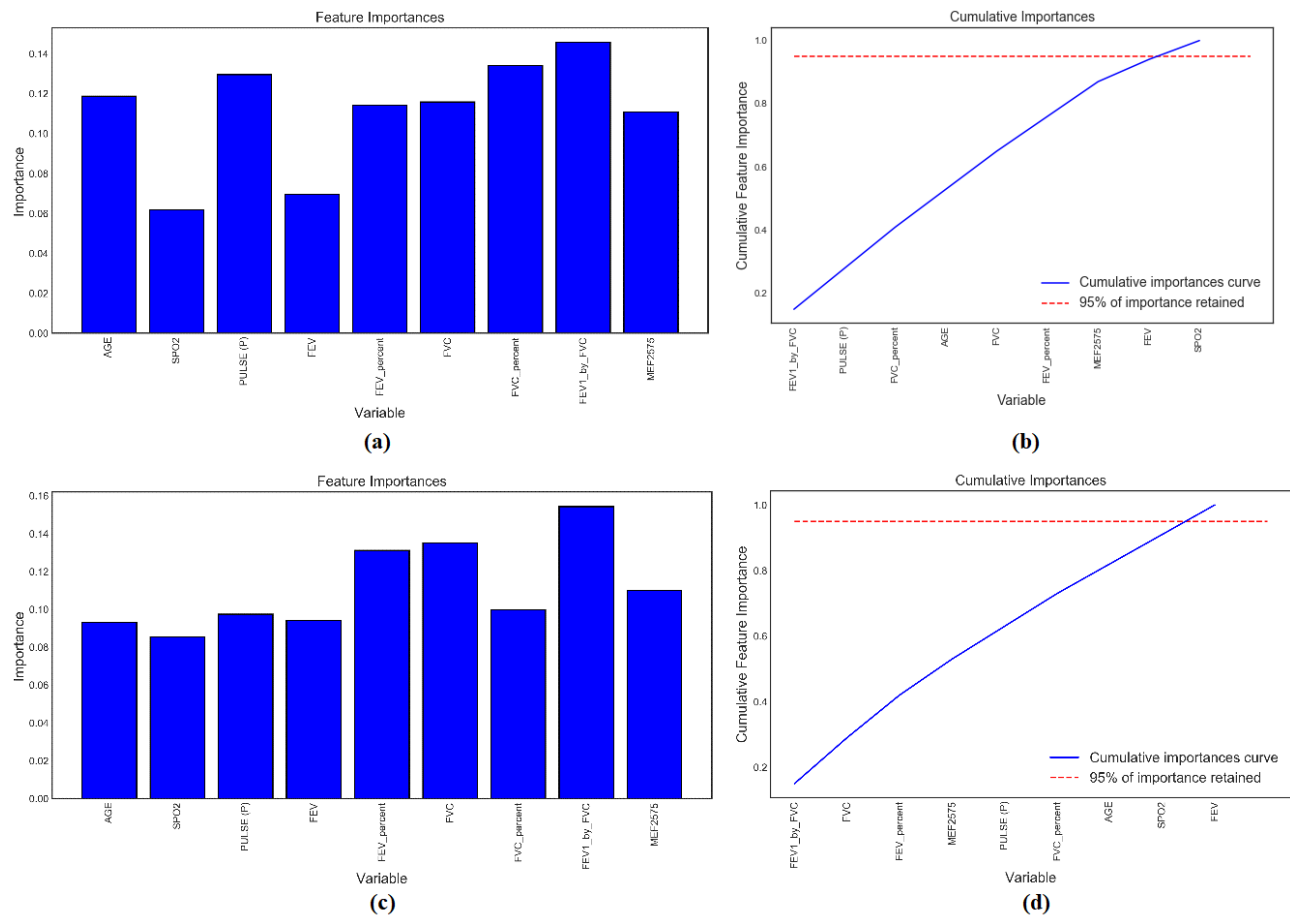 Feature Importances
0.14
0.12
0.10
0.08
0.06
0.04
0.02
0.00
Importance
AGE
SPO2
PULSE (P)
FEV
FEV_percent
FVC
FVC_percent
FEV1_by_FVC
MEF2575
Variable
(a)
Cumulative Importances
1.0
0.8
0.6
0.4
0.2
Cumulative Feature Importance
Cumulative importances curve
95% of importance retained
FEV1_by_FVC
PULSE (P)
FVC_percent
AGE
FVC
FEV_percent
MEF2575
FEV
SPO2
Variable
(b)
Feature Importances
0.16
0.14
0.12
0.10
0.08
0.06
0.04
0.02
0.00
Importance
AGE
SPO2
PULSE (P)
FEV
FEV_percent
FVC
FVC_percent
FEV1_by_FVC
MEF2575
Variable
(c)
Cumulative Importances
1.0
0.8
0.6
0.4
0.2
Cumulative Feature Importance
Cumulative importances curve
95% of importance retained
FEV1_by_FVC
FVC
FEV_percent
MEF2575
PULSE (P)
FVC_percent
AGE
SPO2
FEV
Variable
(d)